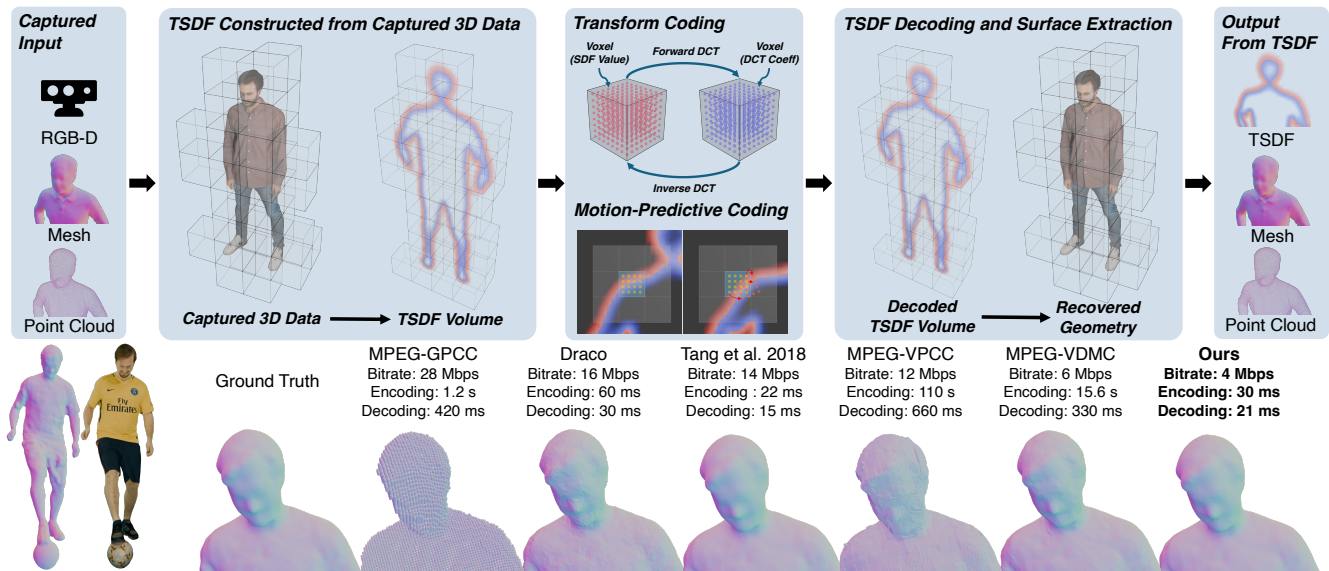 Captured
Input
RGB-D
Mesh
Point Cloud
TSDF Constructed from Captured 3D Data
Captured 3D Data
TSDF Volume
Transform Coding
Voxel
(SDF Value)
Forward DCT
Voxel
(DCT Coeff)
Inverse DCT
Motion-Predictive Coding
TSDF Decoding and Surface Extraction
Decoded
TSDF Volume
Recovered
Geometry
Output
From TSDF
TSDF
Mesh
Point Cloud
Fly
Emirates
Ground Truth
MPEG-GPCC
Bitrate: 28 Mbps
Encoding: 1.2 s
Decoding: 420 ms
Draco
Bitrate: 16 Mbps
Encoding: 60 ms
Decoding: 30 ms
Tang et al. 2018
Bitrate: 14 Mbps
Encoding : 22 ms
Decoding: 15 ms
MPEG-VPCC
Bitrate: 12 Mbps
Encoding: 110 s
Decoding: 660 ms
MPEG-VDMC
Bitrate: 6 Mbps
Encoding: 15.6 s
Decoding: 330 ms
Ours
Bitrate: 4 Mbps
Encoding: 30 ms
Decoding: 21 ms